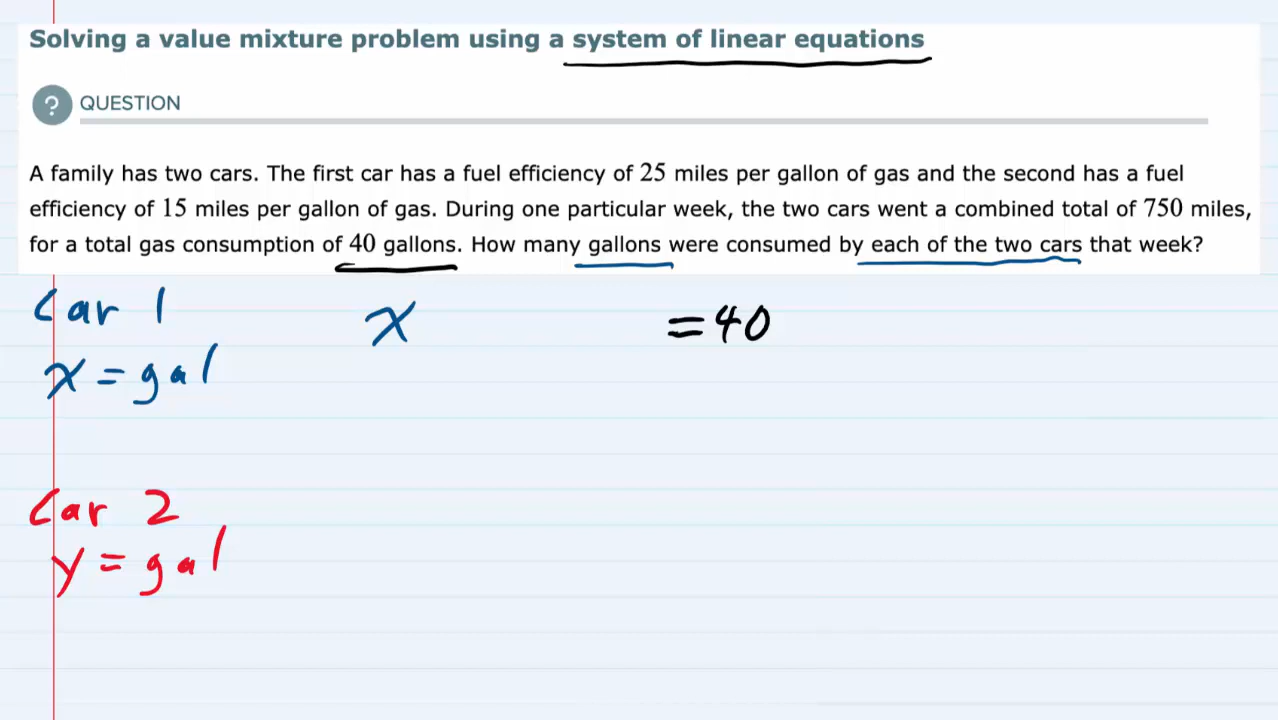 Solving a value mixture problem using a system of linear equations
? QUESTION
A family has two cars. The first car has a fuel efficiency of 25 miles per gallon of gas and the second has a fuel
efficiency of 15 miles per gallon of gas. During one particular week, the two cars went a combined total of 750 miles,
for a total gas consumption of 40 gallons. How many gallons were consumed by each of the two cars that week?
Car 1
x = 40
x = gal
Car 2
y = gal